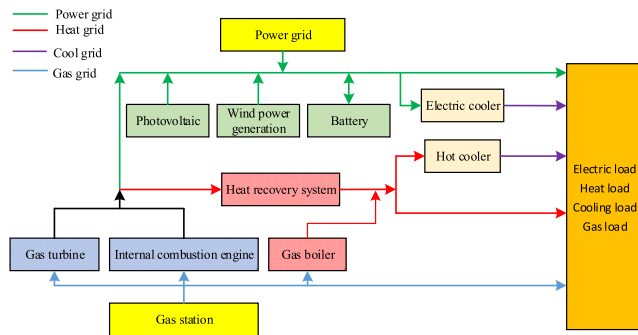 Power grid
Heat grid
Cool grid
Gas grid
Power grid
Photovoltaic
Wind power
generation
Battery
Electric cooler
Hot cooler
Heat recovery system
Gas turbine
Internal combustion engine
Gas boiler
Gas station
Electric load
Heat load
Cooling load
Gas load